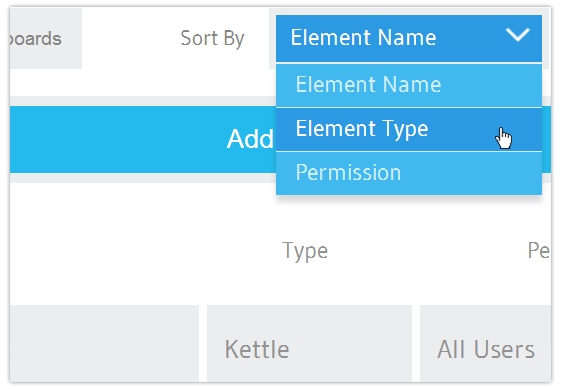 boards
Sort By
Element Name
Element Name
Element Type
Permission
Add
Type
Pe
Kettle
All Users